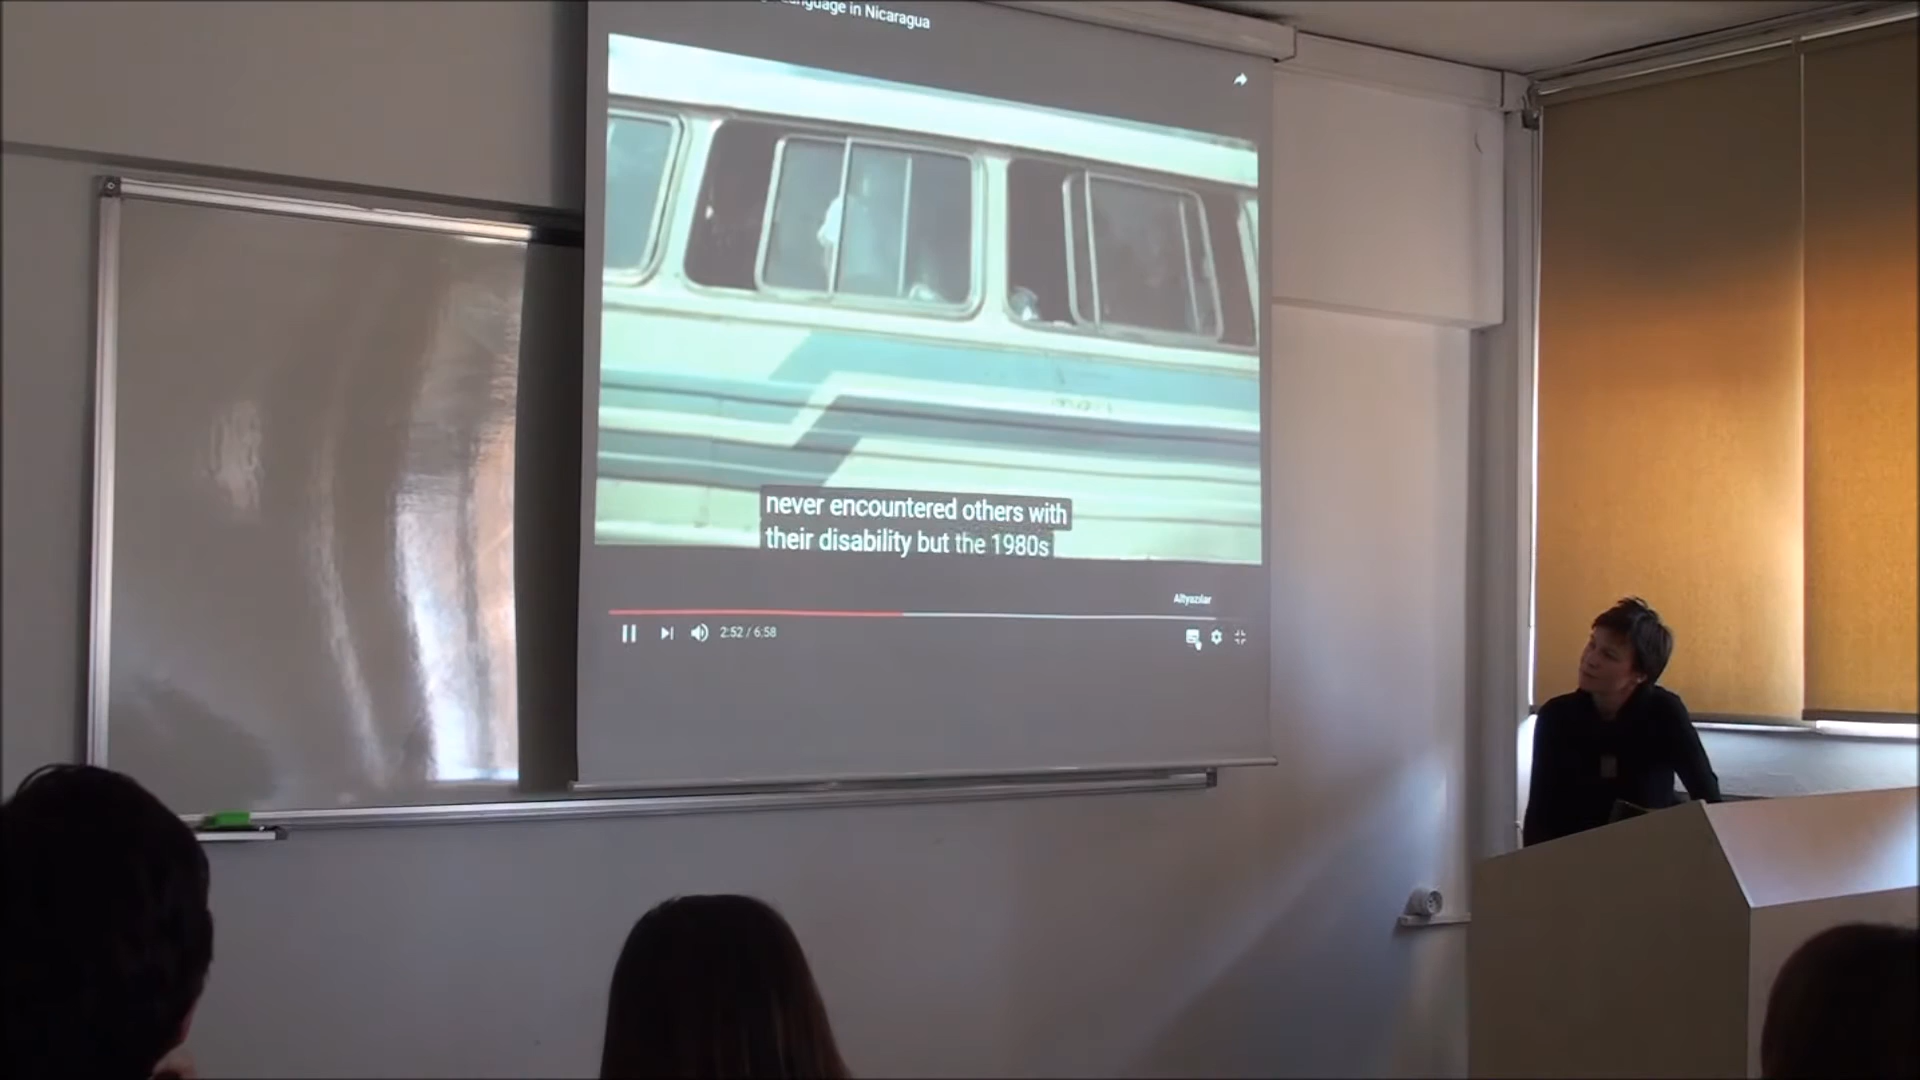 Language in Nicaragua
never encountered others with
their disability but the 1980s
Altyazılar
2:52 / 6:58